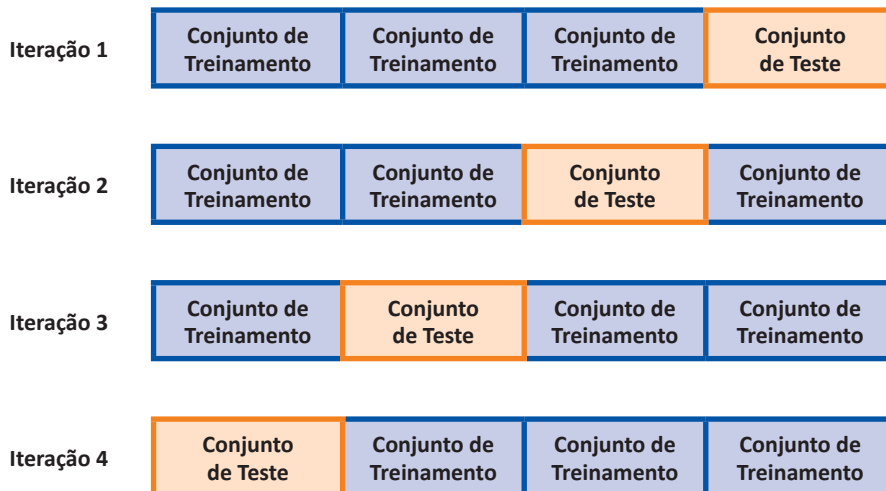 Iteração 1
Conjunto de
Treinamento
Conjunto de
Treinamento
Conjunto de
Treinamento
Conjunto
de Teste
Iteração 2
Conjunto de
Treinamento
Conjunto de
Treinamento
Conjunto
de Teste
Conjunto de
Treinamento
Iteração 3
Conjunto de
Treinamento
Conjunto
de Teste
Conjunto de
Treinamento
Conjunto de
Treinamento
Iteração 4
Conjunto
de Teste
Conjunto de
Treinamento
Conjunto de
Treinamento
Conjunto de
Treinamento